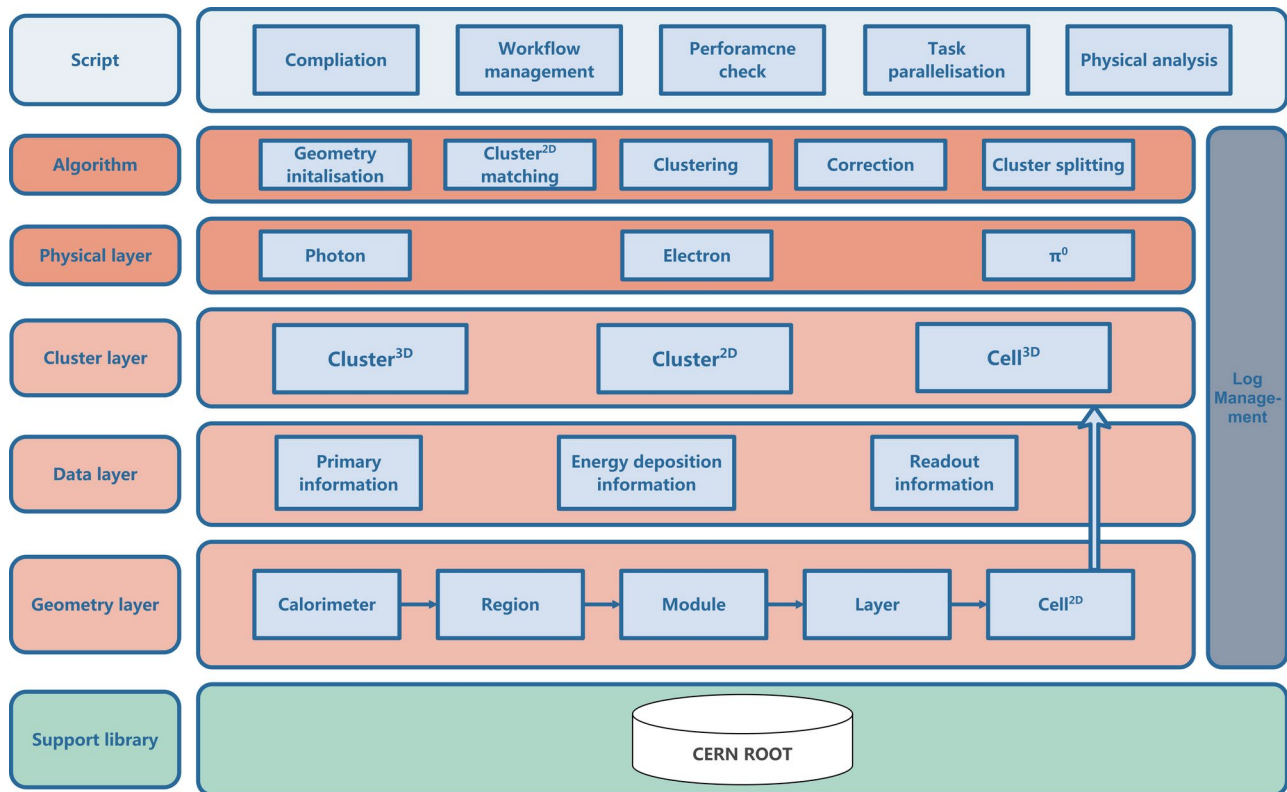 Script
Compliation
Workflow
management
Perforamcne
check
Task
parallelisation
Physical analysis
Algorithm
Geometry
initalisation
Cluster²ᴰ
matching
Clustering
Correction
Cluster splitting
Physical layer
Photon
Electron
π⁰
Cluster layer
Cluster³ᴰ
Cluster²ᴰ
Cell³ᴰ
Log
Manage-
ment
Data layer
Primary
information
Energy deposition
information
Readout
information
Geometry layer
Calorimeter
Region
Module
Layer
Cell²ᴰ
Support library
CERN ROOT